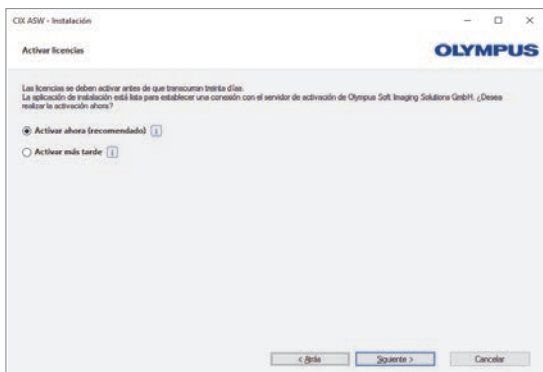 CIX ASW - Instalación
Activar licencias
OLYMPUS
Las licencias se deben activar antes de que transcurran treinta días.
La aplicación de instalación está lista para establecer una conexión con el servidor de activación de Olympus Soft Imaging Solutions GmbH. ¿Desea
realizar la activación ahora?
Activar ahora (recomendado) i
Activar más tarde i
< Atrás Siguiente > Cancelar